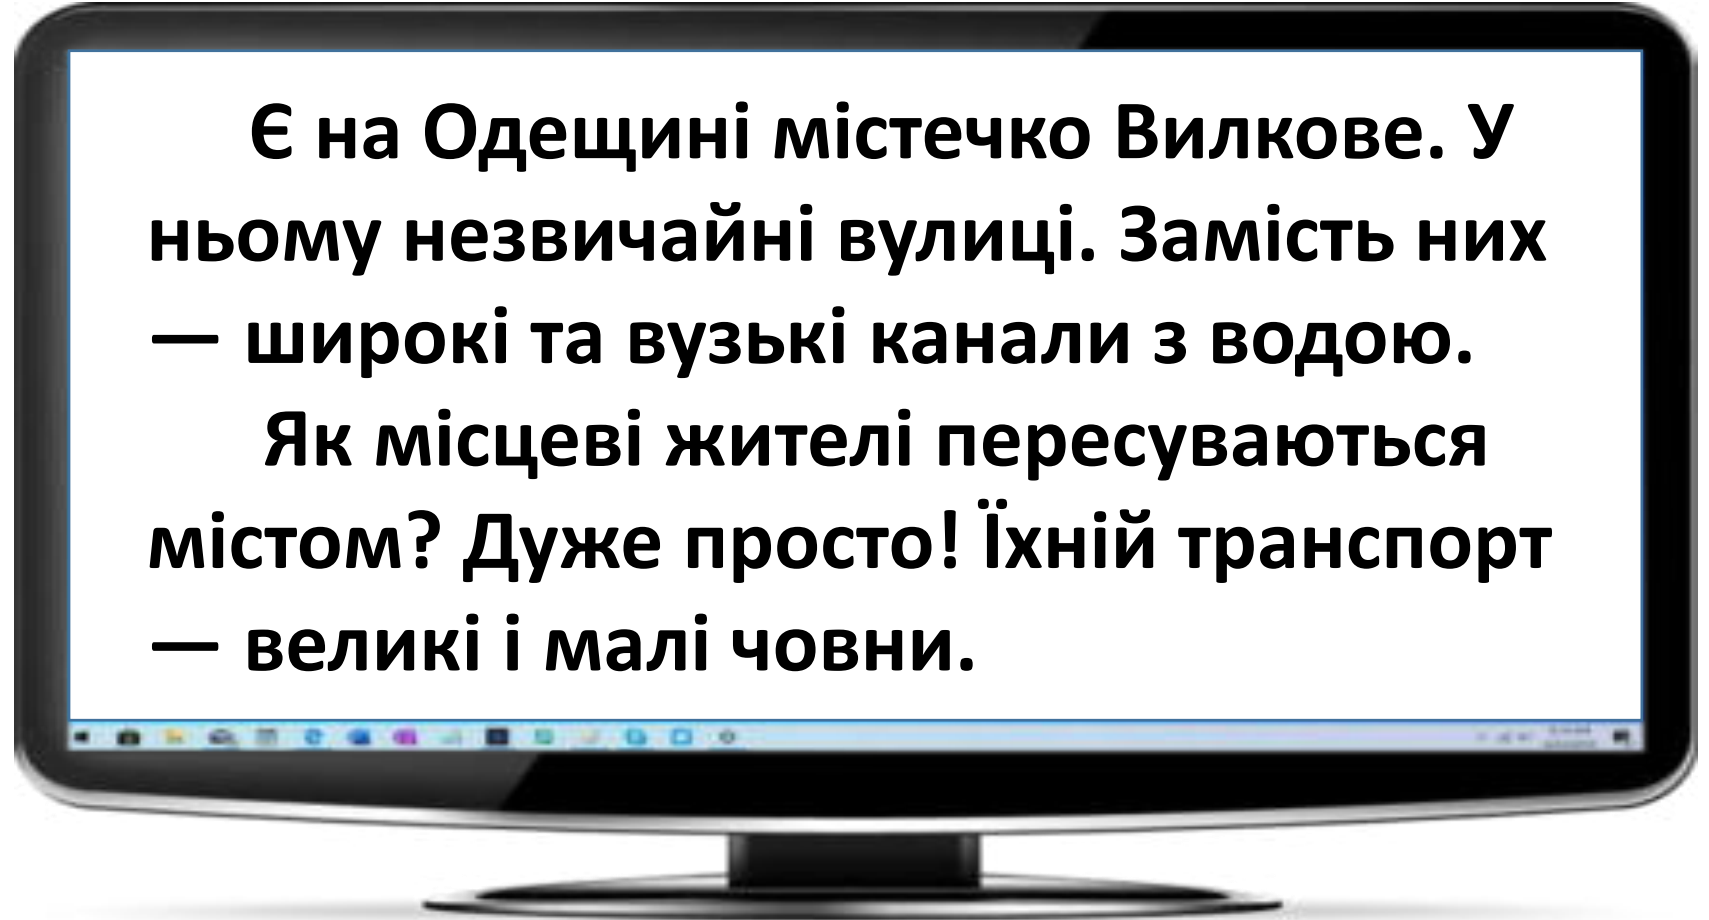 Є на Одещині містечко Вилкове. У
ньому незвичайні вулиці. Замість них
— широкі та вузькі канали з водою.
Як місцеві жителі пересуваються
містом? Дуже просто! Їхній транспорт
— великі і малі човни.